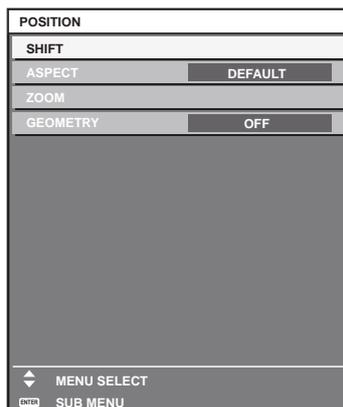 POSITION
SHIFT
ASPECT DEFAULT
ZOOM
GEOMETRY OFF
MENU SELECT
ENTER SUB MENU